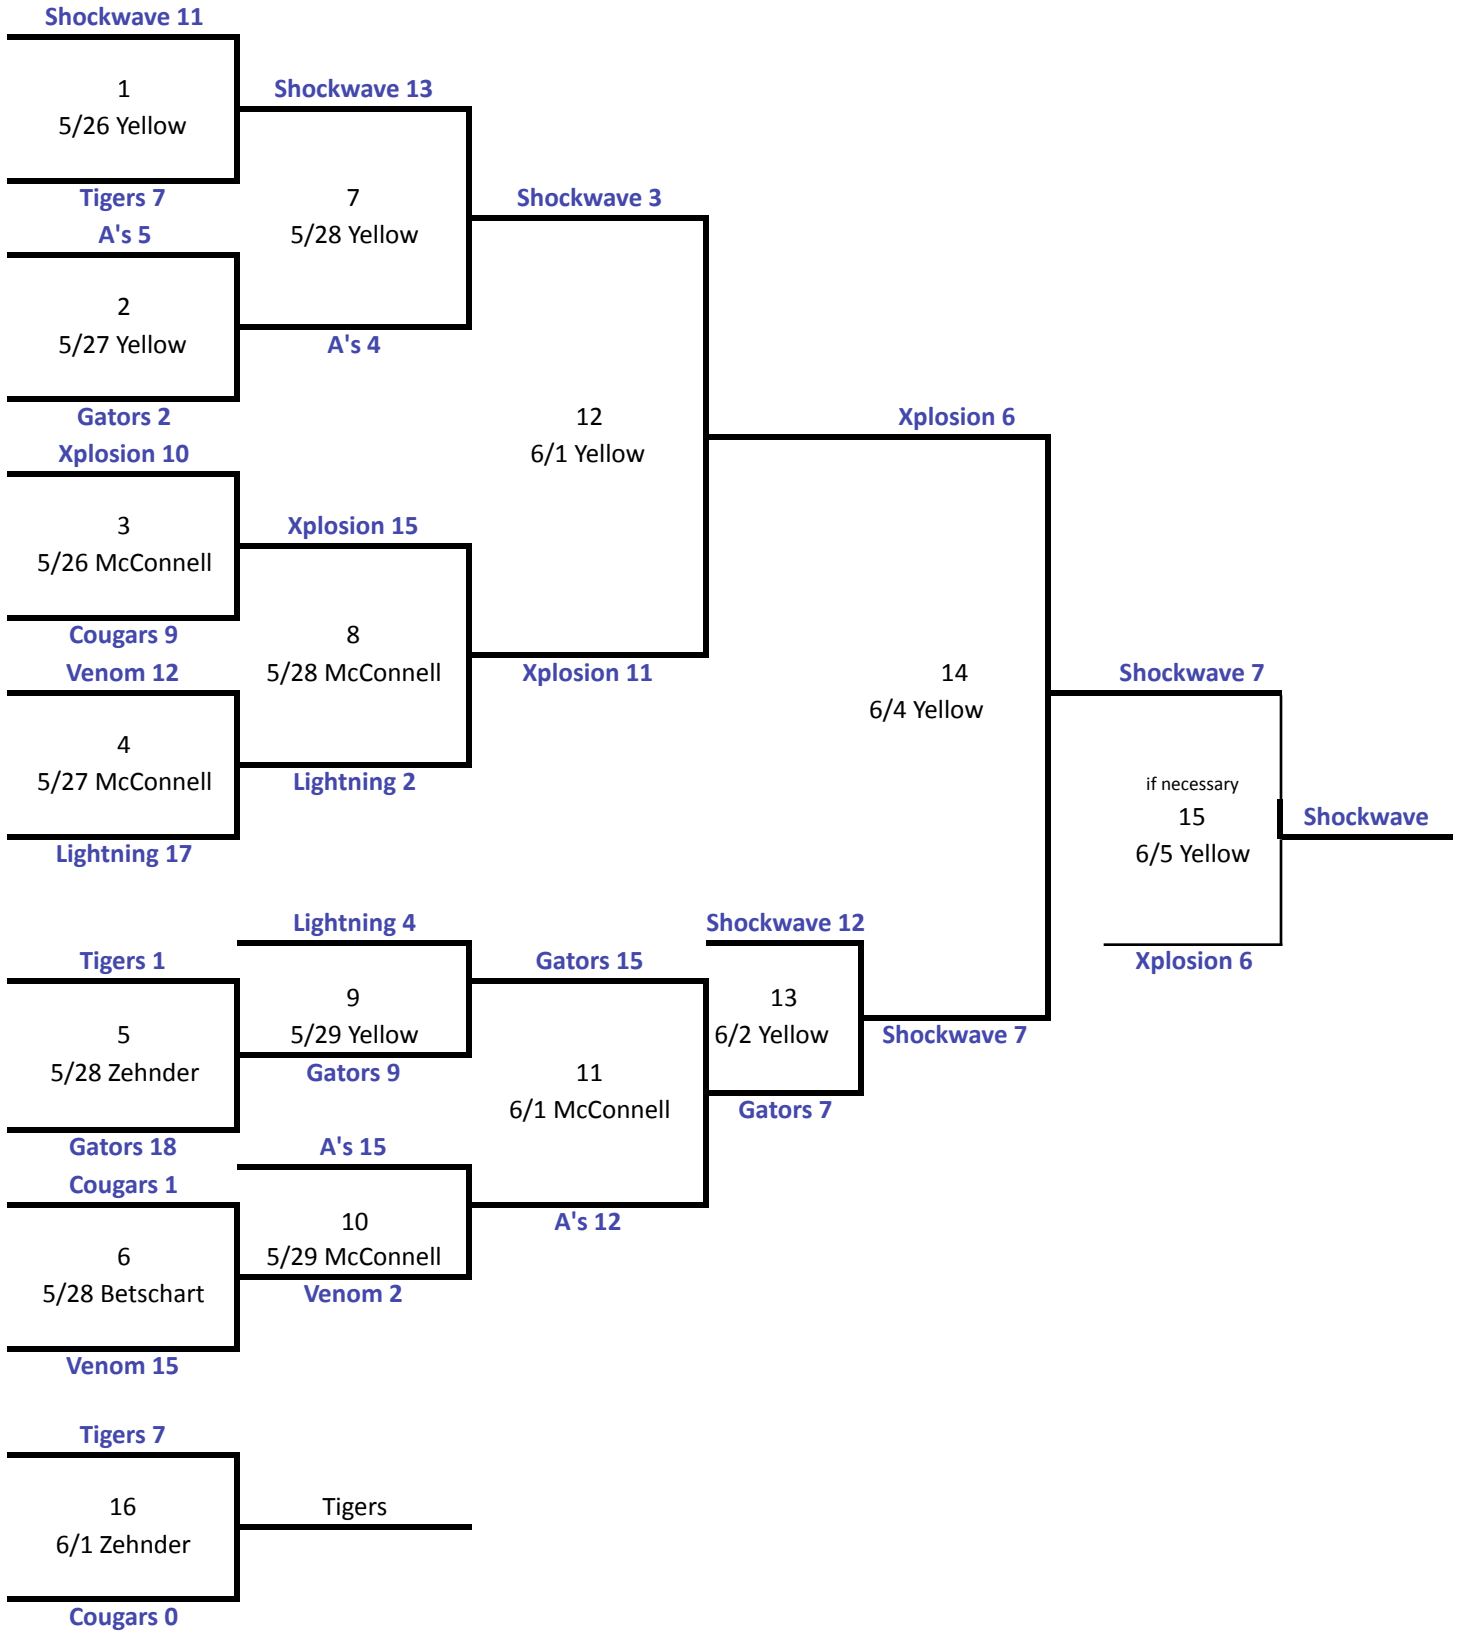 Shockwave 11
1
5/26 Yellow
Tigers 7
Shockwave 13
7
5/28 Yellow
A's 5
2
5/27 Yellow
Gators 2
A's 4
Shockwave 3
12
6/1 Yellow
Xplosion 10
3
5/26 McConnell
Cougars 9
Xplosion 15
8
5/28 McConnell
Venom 12
4
5/27 McConnell
Lightning 17
Lightning 2
Xplosion 11
Xplosion 6
14
6/4 Yellow
Shockwave 7
if necessary
15
6/5 Yellow
Xplosion 6
Shockwave
Lightning 4
Tigers 1
5
5/28 Zehnder
Gators 18
9
5/29 Yellow
Gators 9
Gators 15
11
6/1 McConnell
Shockwave 12
13
6/2 Yellow
Gators 7
Shockwave 7
Cougars 1
6
5/28 Betschart
Venom 15
A's 15
10
5/29 McConnell
Venom 2
A's 12
Tigers 7
16
6/1 Zehnder
Cougars 0
Tigers